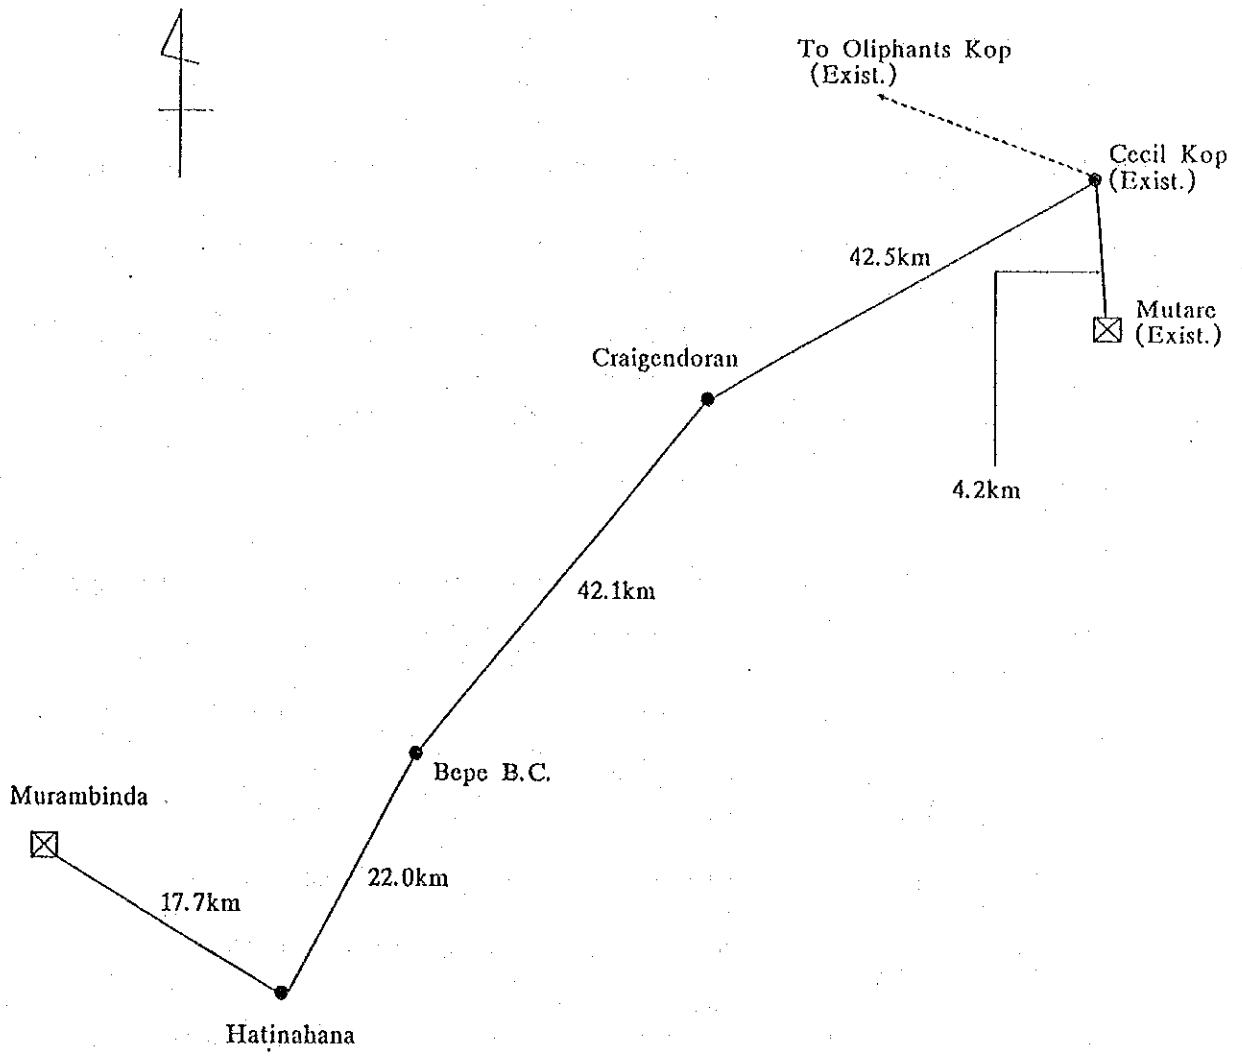 To Oliphants Kop
(Exist.)
Cecil Kop
(Exist.)
42.5km
Mutare
(Exist.)
Craigendoran
4.2km
42.1km
Bepe B.C.
Murambinda
22.0km
17.7km
Hatinahana